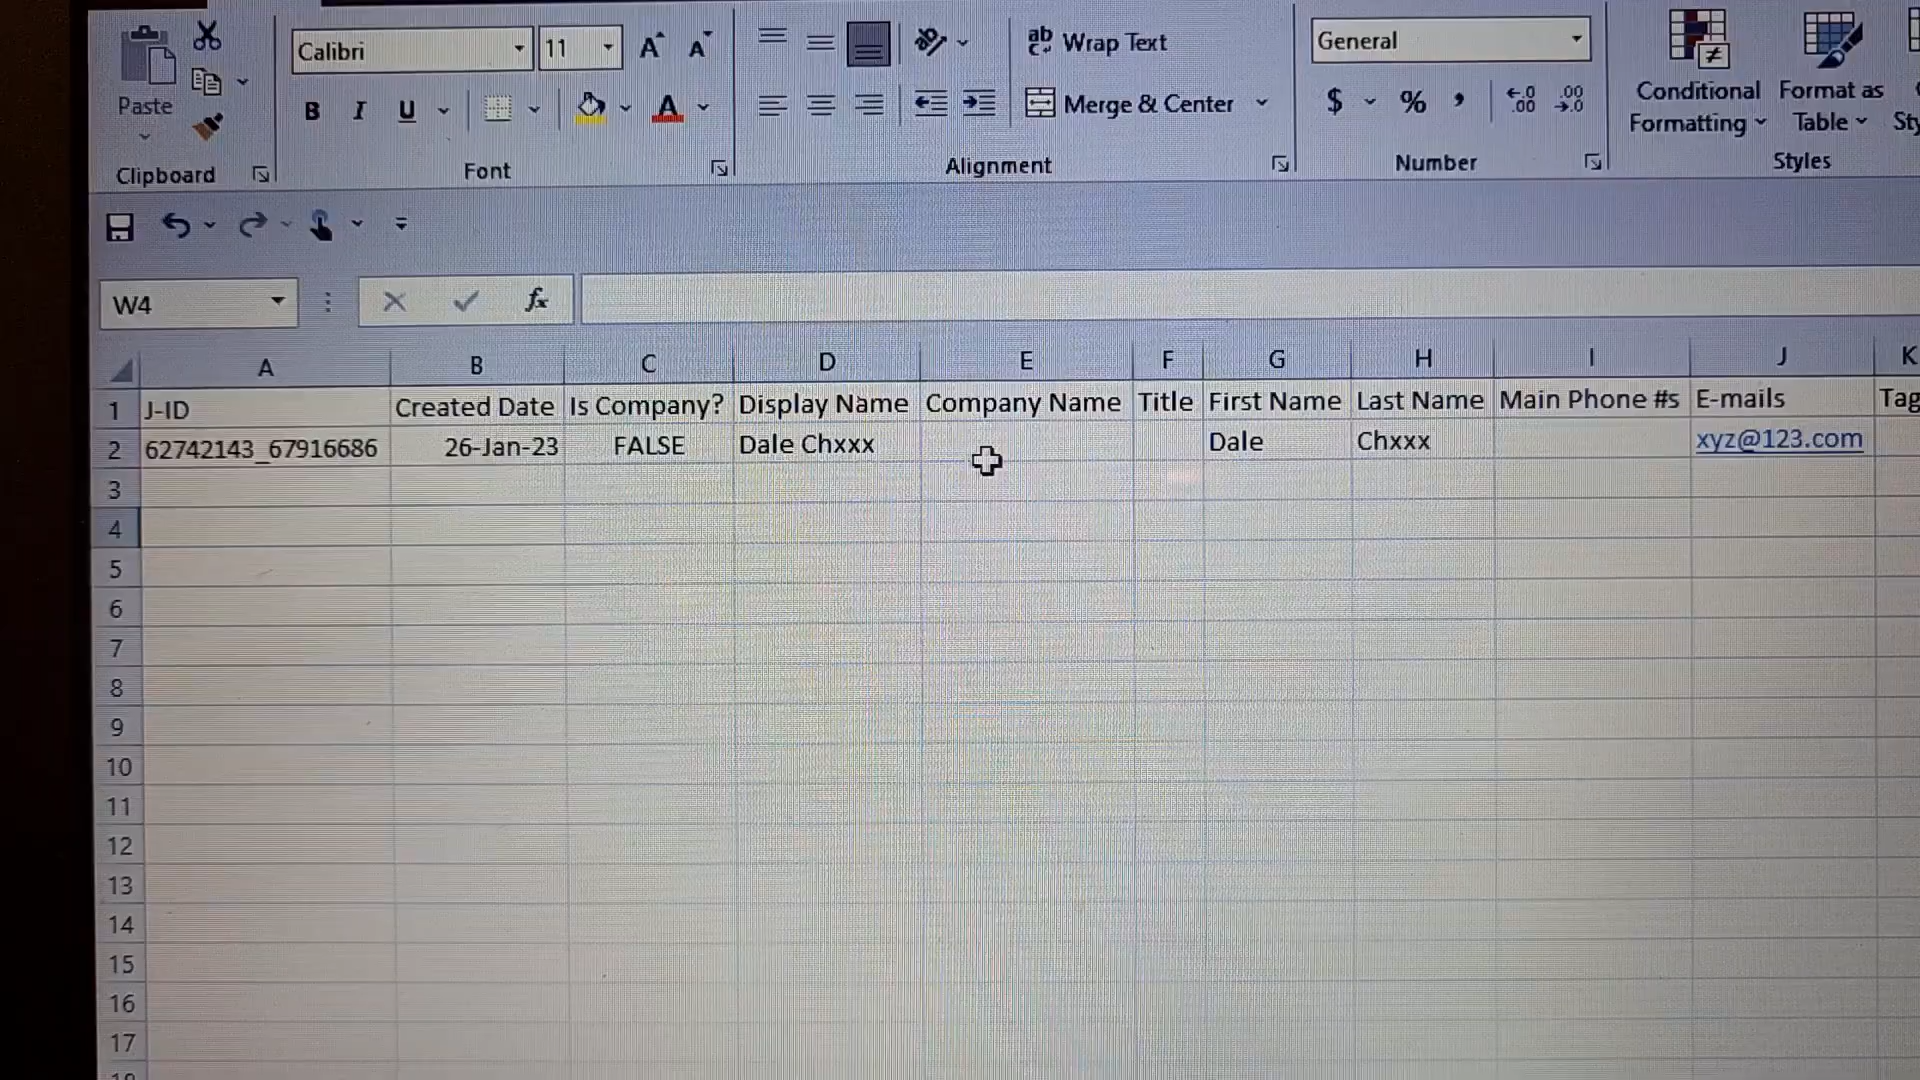 Paste
Clipboard
Calibri
11
B I U
Font
Wrap Text
Merge & Center
Alignment
General
$ % ,
Number
Conditional Formatting
Format as Table
Styles
W4
fx
A B C D E F G H I J K
1 J-ID Created Date Is Company? Display Name Company Name Title First Name Last Name Main Phone #s E-mails Tag
2 62742143_67916686 26-Jan-23 FALSE Dale Chxxx Dale Chxxx xyz@123.com
3
4
5
6
7
8
9
10
11
12
13
14
15
16
17